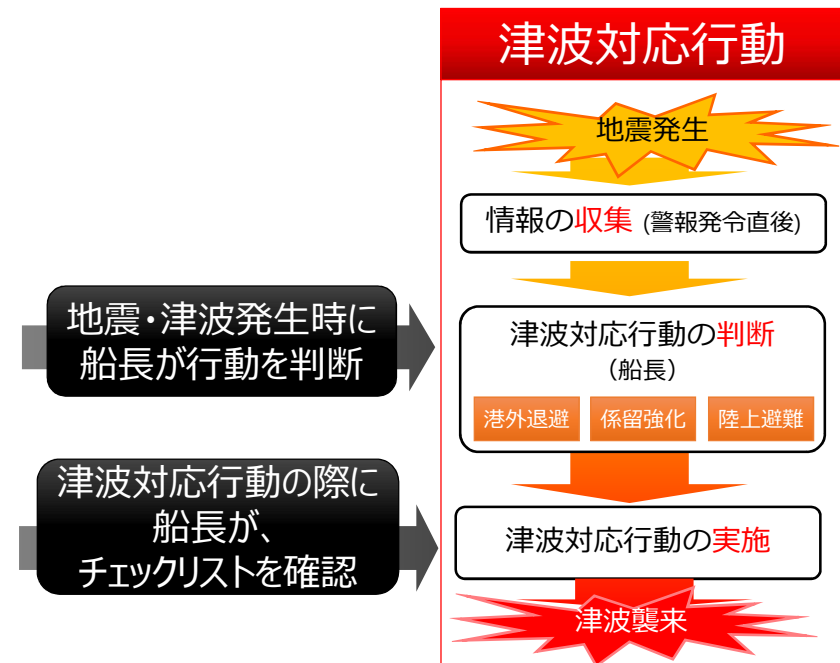 津波対応行動
地震発生
情報の収集 (警報発令直後)
地震・津波発生時に
船長が行動を判断
津波対応行動の判断
（船長）
港外退避 係留強化 陸上避難
津波対応行動の際に
船長が、
チェックリストを確認
津波対応行動の実施
津波襲来